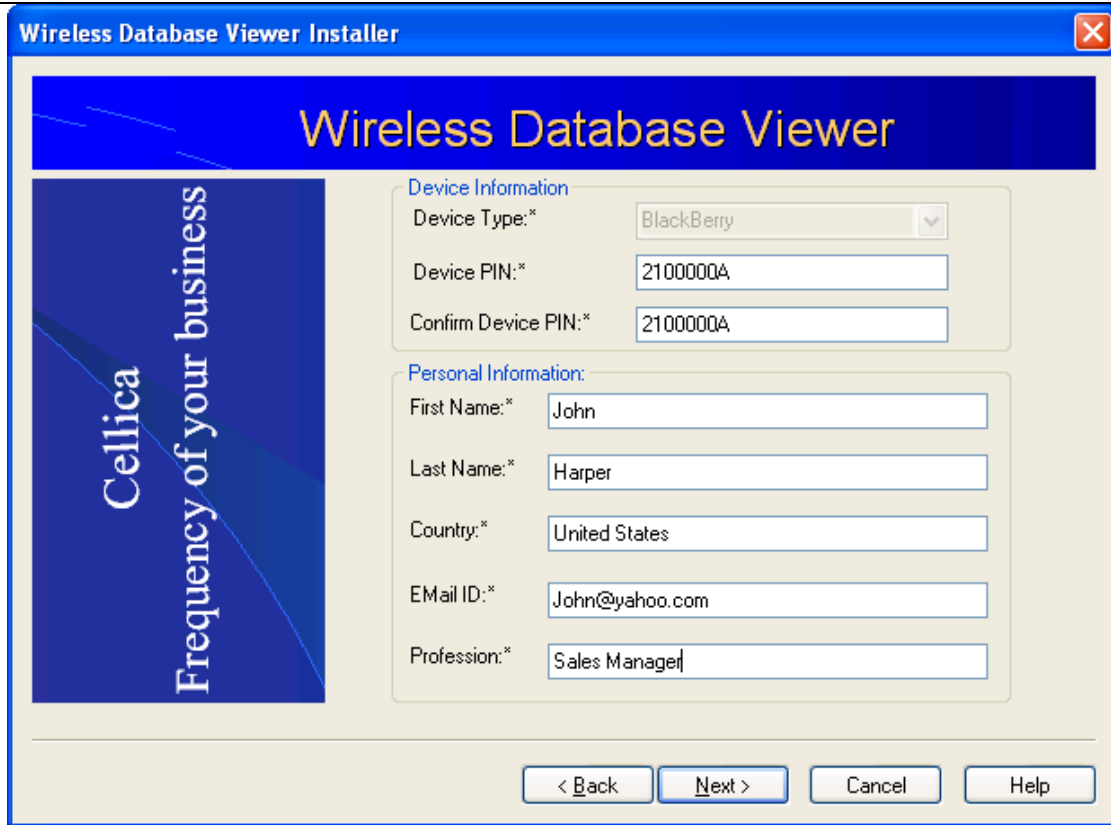 Wireless Database Viewer Installer
Wireless Database Viewer
Cellica
Frequency of your business
Device Information
Device Type:* BlackBerry
Device PIN:* 2100000A
Confirm Device PIN:* 2100000A
Personal Information:
First Name:* John
Last Name:* Harper
Country:* United States
EMail ID:* John@yahoo.com
Profession:* Sales Manager
< Back Next > Cancel Help